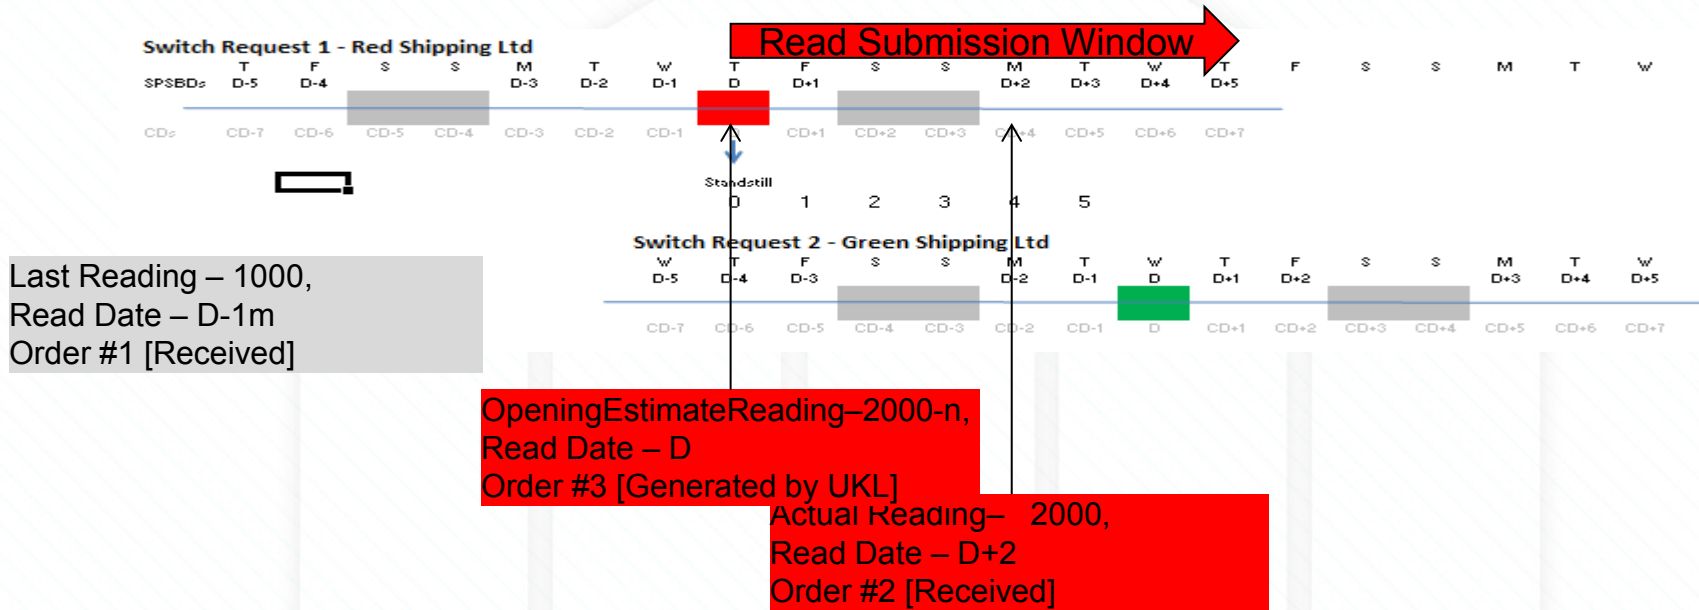 Read Submission Window
Switch Request 1 - Red Shipping Ltd
T F S S M T W T F S S M T W T F S S M T W
SPSBDs D-5 D-4 D-3 D-2 D-1 D D+1 D+2 D+3 D+4 D+5
CDs CD-7 CD-6 CD-5 CD-4 CD-3 CD-2 CD-1 CD+1 CD+2 CD+3 CD+4 CD+5 CD+6 CD+7
Standstill
0 1 2 3 4 5
Switch Request 2 - Green Shipping Ltd
W T F S S M T W T F S S M T W
D-5 D-4 D-3 D-2 D-1 D D+1 D+2 D+3 D+4 D+5
CD-7 CD-6 CD-5 CD-4 CD-3 CD-2 CD-1 D CD+1 CD+2 CD+3 CD+4 CD+5 CD+6 CD+7
Last Reading – 1000,
Read Date – D-1m
Order #1 [Received]
OpeningEstimateReading–2000-n,
Read Date – D
Order #3 [Generated by UKL]
Actual Reading– 2000,
Read Date – D+2
Order #2 [Received]